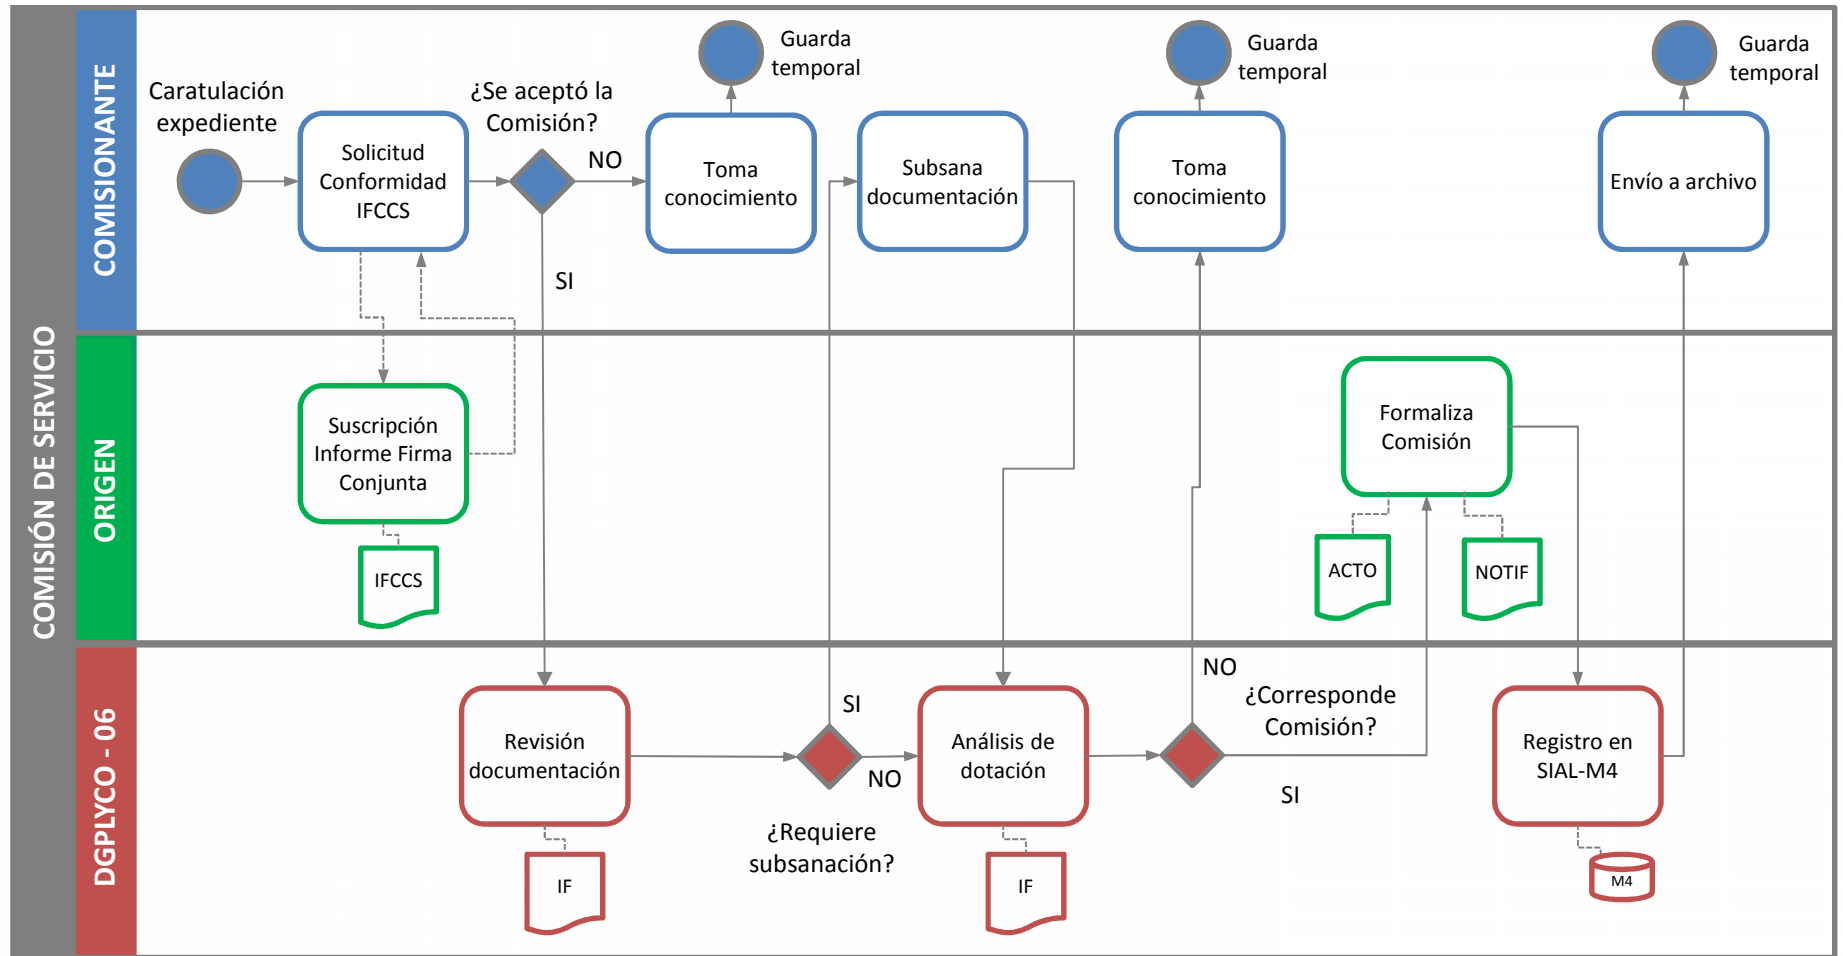 COMISIÓN DE SERVICIO
COMISIONANTE
Caratulación
expediente
Solicitud
Conformidad
IFCCS
¿Se aceptó la
Comisión?
NO
SI
Toma
conocimiento
Guarda
temporal
Subsana
documentación
Toma
conocimiento
Guarda
temporal
Envío a archivo
Guarda
temporal
ORIGEN
Suscripción
Informe Firma
Conjunta
IFCCS
Formaliza
Comisión
ACTO
NOTIF
DGPLYCO - 06
Revisión
documentación
IF
SI
NO
¿Requiere
subsanación?
Análisis de
dotación
IF
NO
¿Corresponde
Comisión?
SI
Registro en
SIAL-M4
M4